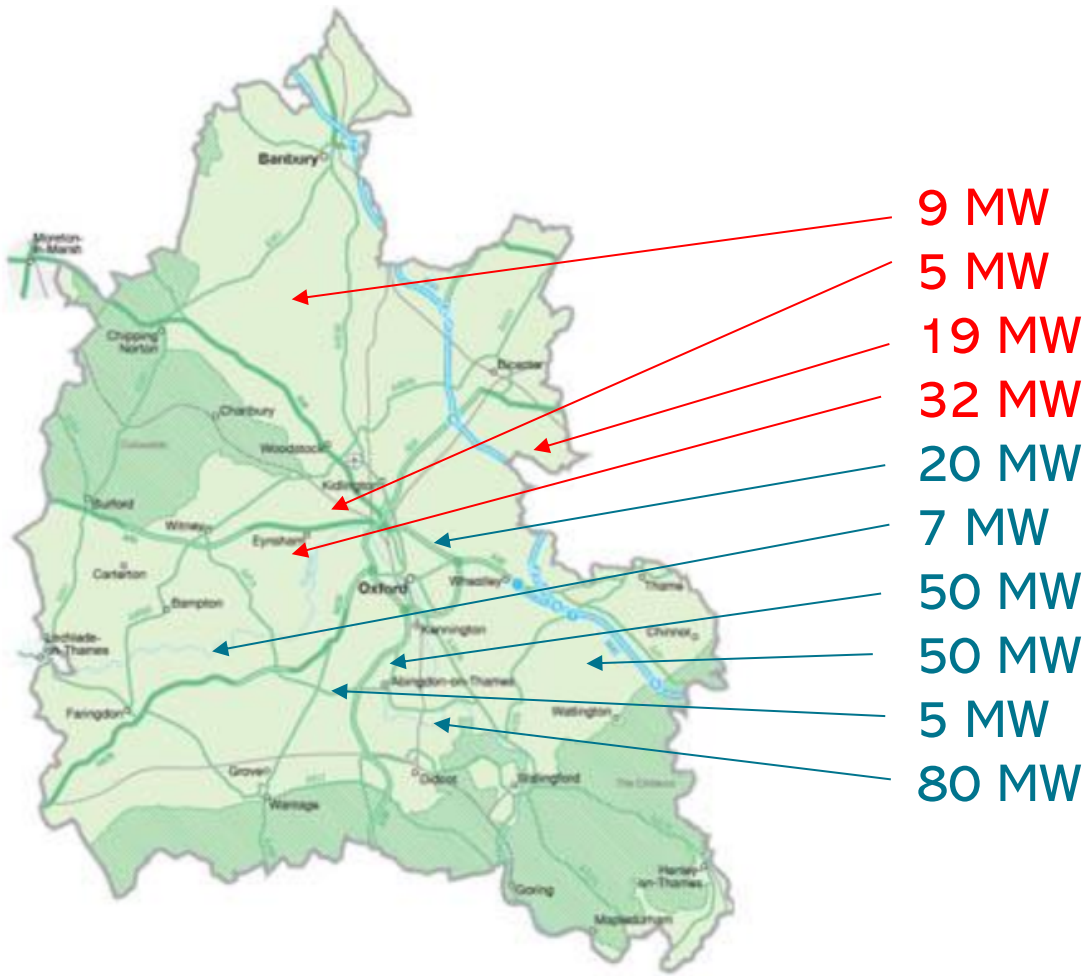 Banbury
Moreton-
in-Marsh
Chipping
Norton
Bicester
Charlbury
Woodstock
Kidlington
Burford
Witney
Eynsham
Carterton
Oxford
Wheatley
Thame
Bampton
Kennington
Chinnor
Lechlade-
on-Thames
Abingdon-on-Thames
Faringdon
Watlington
Grove
Didcot
Wallingford
Wantage
Henley-
on-Thames
Goring
Mapledurham
9 MW
5 MW
19 MW
32 MW
20 MW
7 MW
50 MW
50 MW
5 MW
80 MW